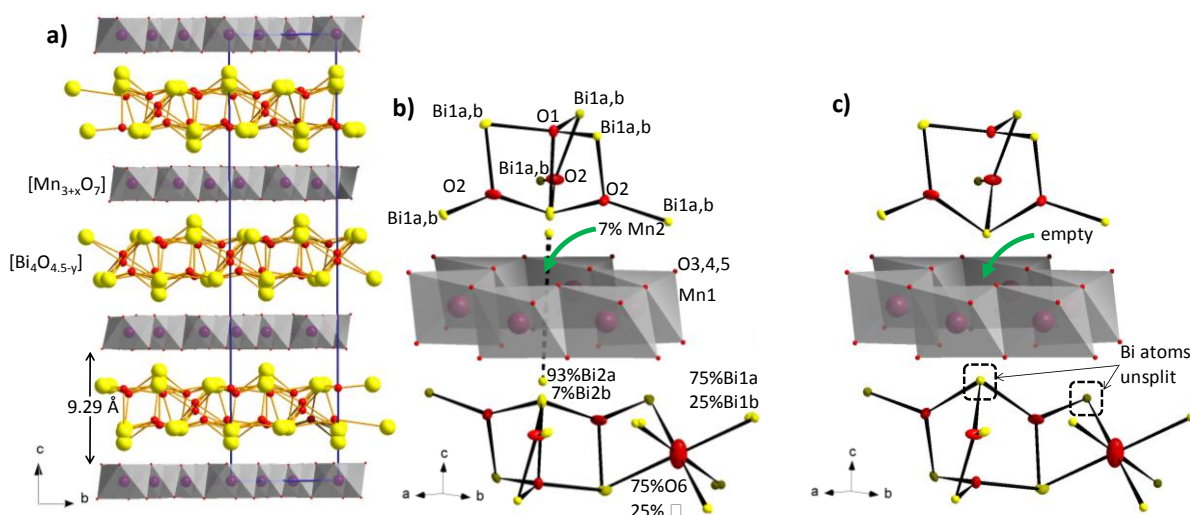 a)
[Mn3+xO7]
[Bi4O4.5-y]
9.29 Å
c
b
b)
Bi1a,b
O1
Bi1a,b
Bi1a,b
Bi1a,b
O2
O2
O2
Bi1a,b
Bi1a,b
7% Mn2
O3,4,5
Mn1
93%Bi2a
7%Bi2b
75%Bi1a
25%Bi1b
75%O6
25% □
c
a
b
c)
empty
Bi atoms
unsplit
c
a
b